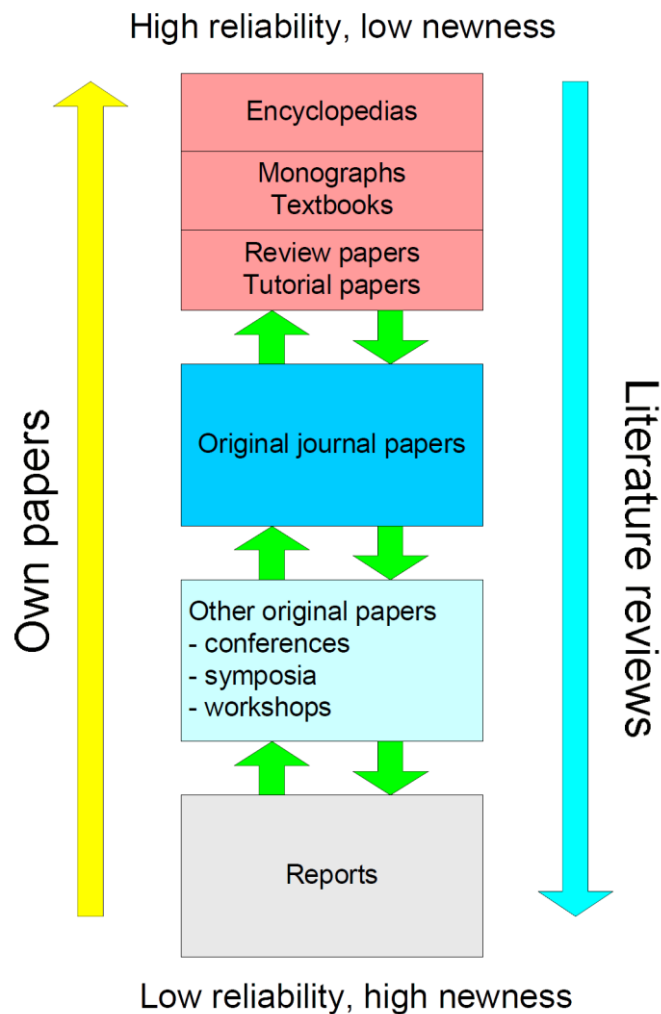 High reliability, low newness
Encyclopedias
Monographs
Textbooks
Review papers
Tutorial papers
Original journal papers
Other original papers
- conferences
- symposia
- workshops
Reports
Own papers
Literature reviews
Low reliability, high newness